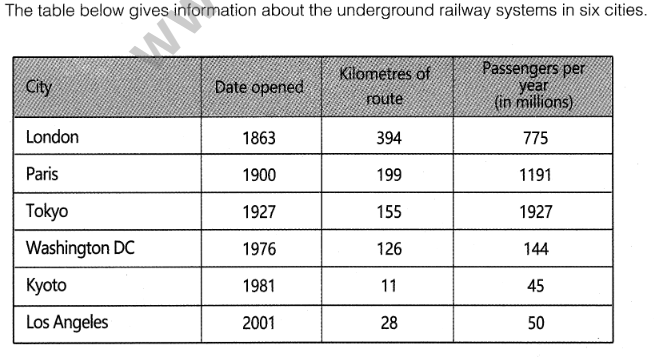 The table below gives information about the underground railway systems in six cities.
City Date opened Kilometres of route Passengers per year (in millions)
London 1863 394 775
Paris 1900 199 1191
Tokyo 1927 155 1927
Washington DC 1976 126 144
Kyoto 1981 11 45
Los Angeles 2001 28 50